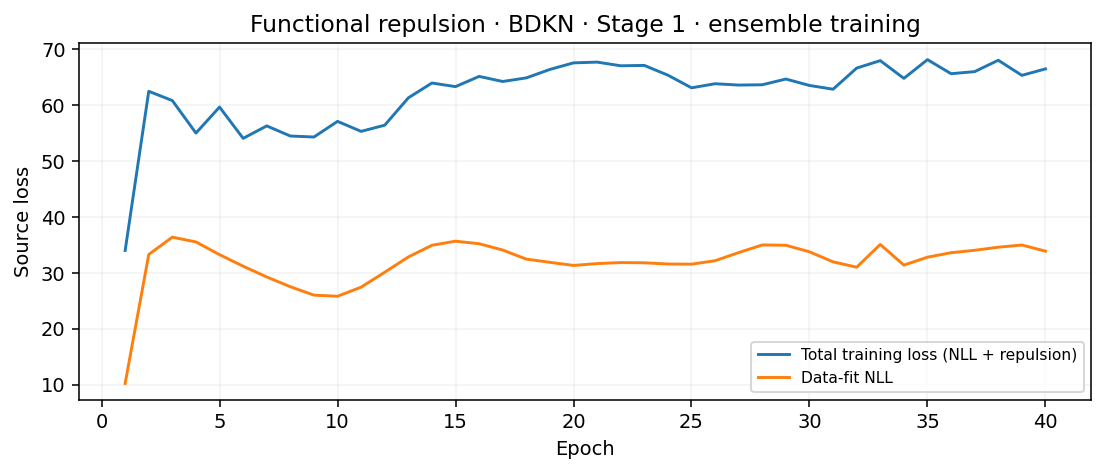 Functional repulsion · BDKN · Stage 1 · ensemble training
70
60
50
40
30
20
10
Source loss
0 5 10 15 20 25 30 35 40
Epoch
Total training loss (NLL + repulsion)
Data-fit NLL